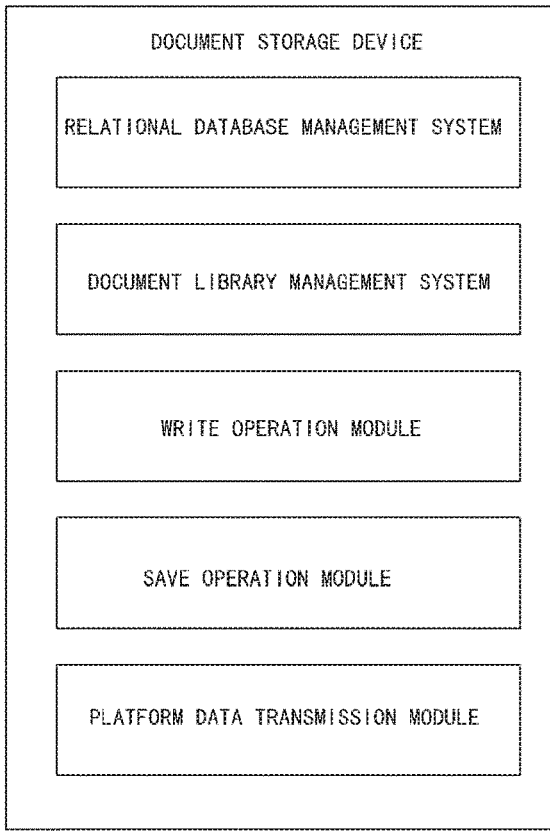 DOCUMENT STORAGE DEVICE
RELATIONAL DATABASE MANAGEMENT SYSTEM
DOCUMENT LIBRARY MANAGEMENT SYSTEM
WRITE OPERATION MODULE
SAVE OPERATION MODULE
PLATFORM DATA TRANSMISSION MODULE